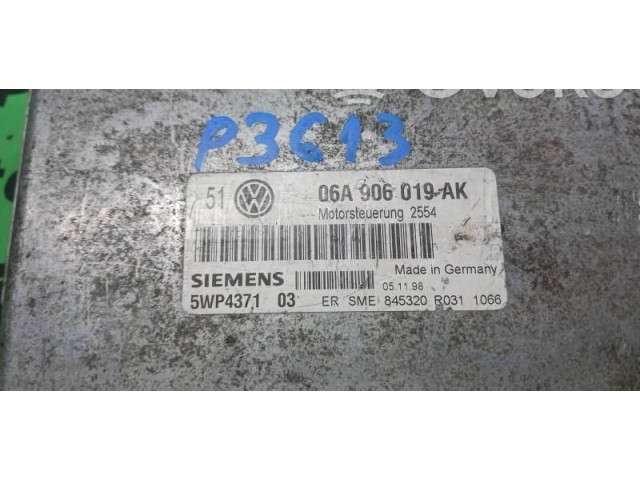 P3613
51 VW 06A 906 019 AK
Motorsteuerung 2554
SIEMENS Made in Germany
05.11.98
5WP4371 03 ER SME 845320 R031 1066